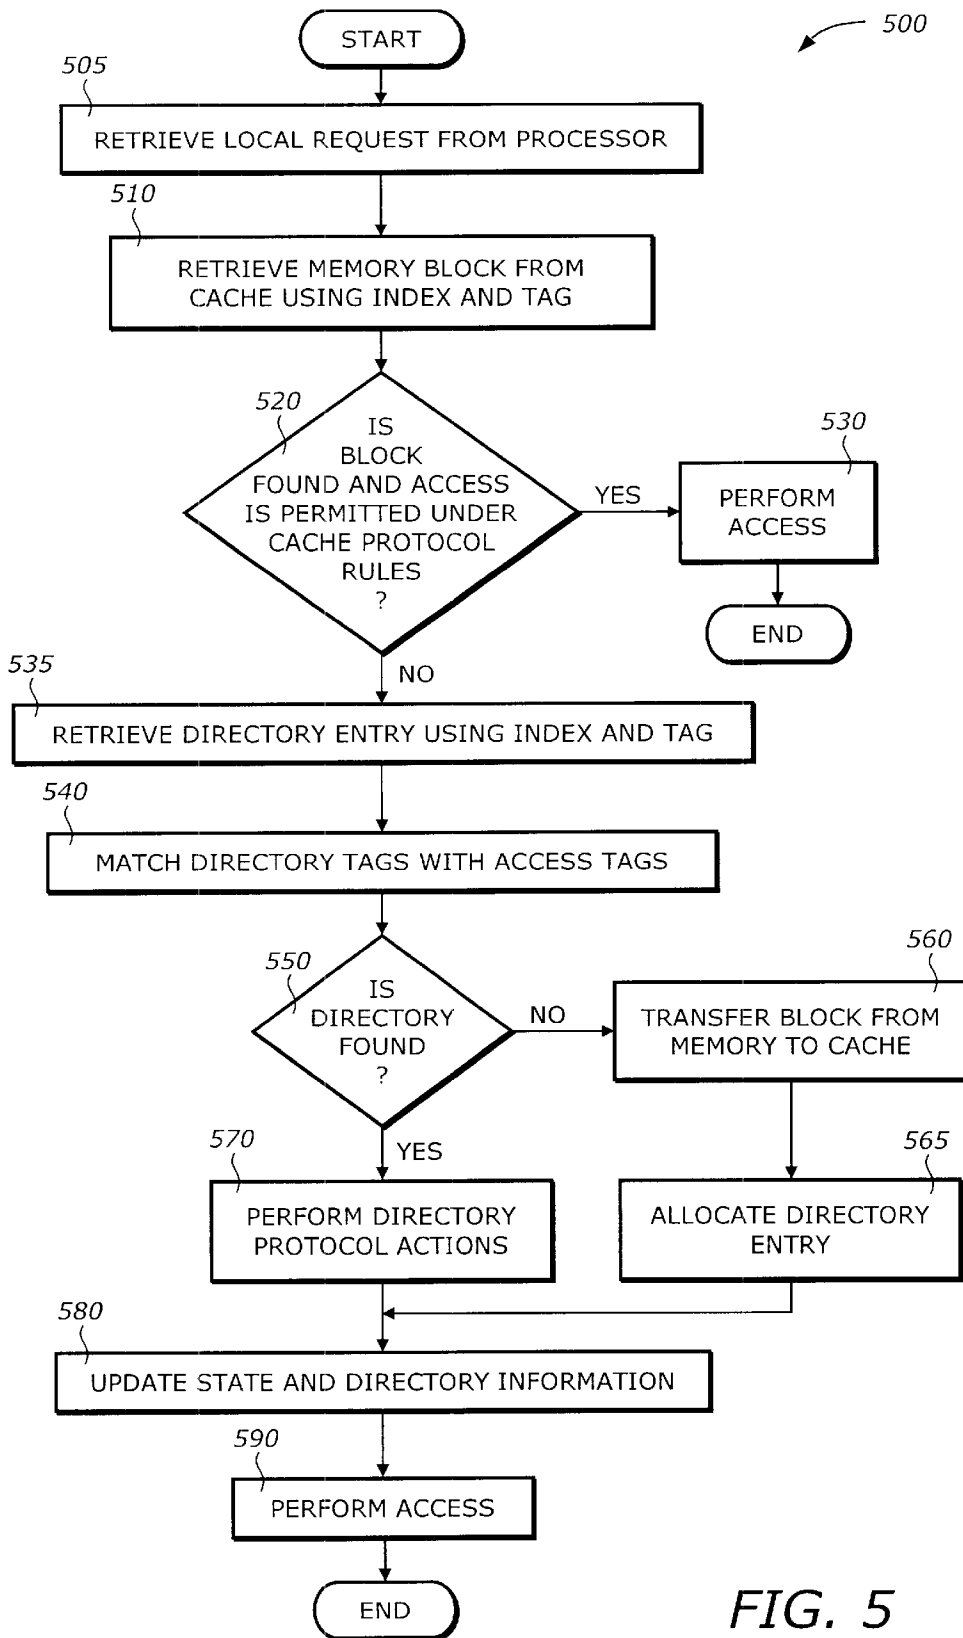 START
500
505
RETRIEVE LOCAL REQUEST FROM PROCESSOR
510
RETRIEVE MEMORY BLOCK FROM
CACHE USING INDEX AND TAG
520
IS
BLOCK
FOUND AND ACCESS
IS PERMITTED UNDER
CACHE PROTOCOL
RULES
?
YES
530
PERFORM
ACCESS
END
NO
535
RETRIEVE DIRECTORY ENTRY USING INDEX AND TAG
540
MATCH DIRECTORY TAGS WITH ACCESS TAGS
550
IS
DIRECTORY
FOUND
?
NO
560
TRANSFER BLOCK FROM
MEMORY TO CACHE
YES
570
PERFORM DIRECTORY
PROTOCOL ACTIONS
565
ALLOCATE DIRECTORY
ENTRY
580
UPDATE STATE AND DIRECTORY INFORMATION
590
PERFORM ACCESS
END
FIG. 5